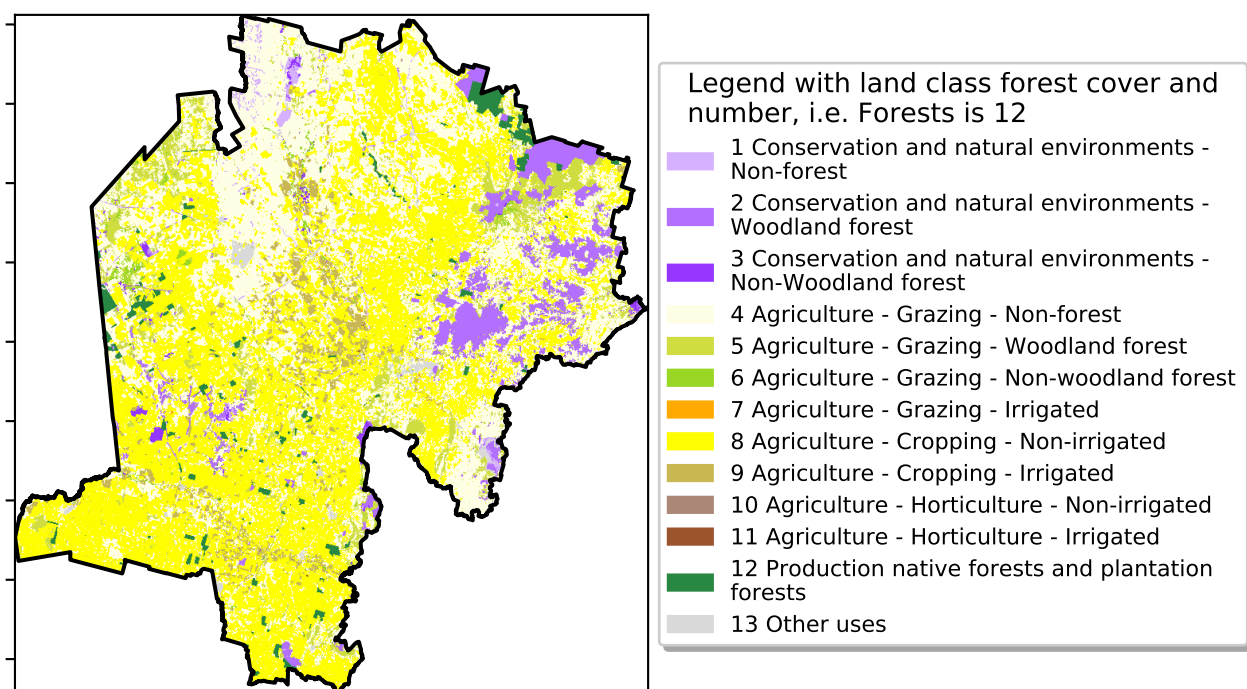 Legend with land class forest cover and
number, i.e. Forests is 12
1 Conservation and natural environments -
Non-forest
2 Conservation and natural environments -
Woodland forest
3 Conservation and natural environments -
Non-Woodland forest
4 Agriculture - Grazing - Non-forest
5 Agriculture - Grazing - Woodland forest
6 Agriculture - Grazing - Non-woodland forest
7 Agriculture - Grazing - Irrigated
8 Agriculture - Cropping - Non-irrigated
9 Agriculture - Cropping - Irrigated
10 Agriculture - Horticulture - Non-irrigated
11 Agriculture - Horticulture - Irrigated
12 Production native forests and plantation
forests
13 Other uses